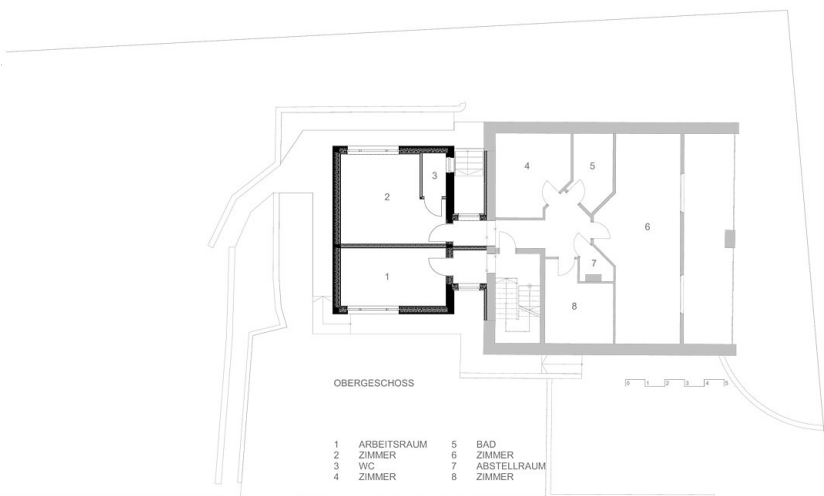 4
5
3
2
6
7
1
8
OBERGESCHOSS
0 1 2 3 4 5
1 ARBEITSRAUM 5 BAD
2 ZIMMER 6 ZIMMER
3 WC 7 ABSTELLRAUM
4 ZIMMER 8 ZIMMER